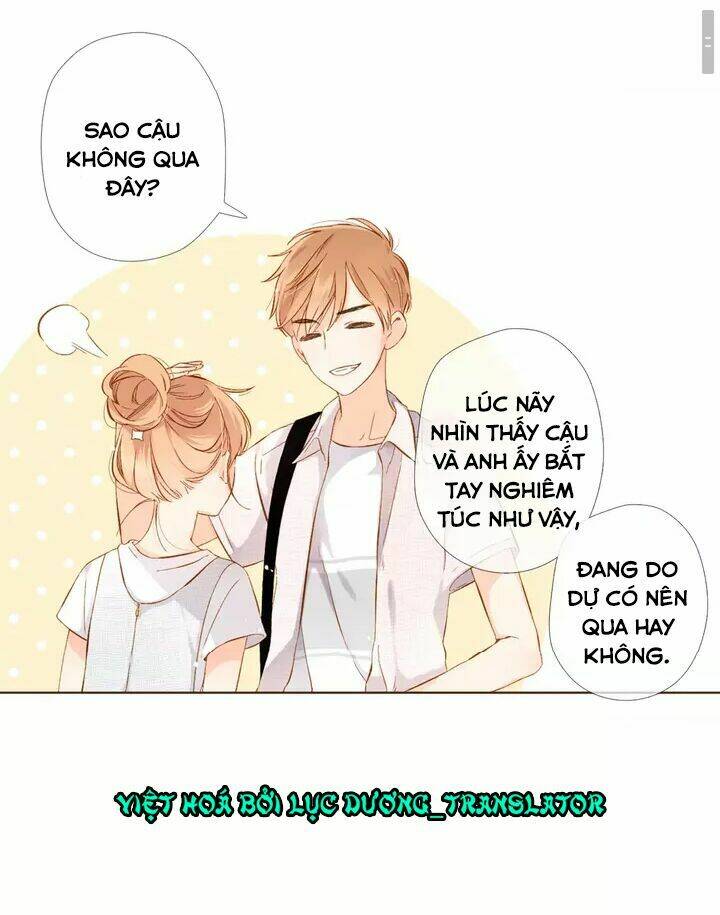 SAO CẬU
KHÔNG QUA
ĐÂY?
LÚC NÃY
NHÌN THẤY CẬU
VÀ ANH ẤY BẮT
TAY NGHIÊM
TÚC NHƯ VẬY,
ĐANG DO
DỰ CÓ NÊN
QUA HAY
KHÔNG.
VIỆT HOÁ BỞI LỤC DƯƠNG_TRANSLATOR